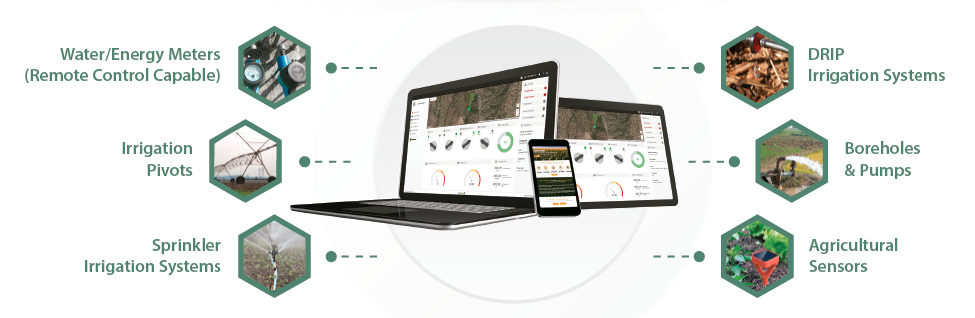 Water/Energy Meters
(Remote Control Capable)
Irrigation
Pivots
Sprinkler
Irrigation Systems
DRIP
Irrigation Systems
Boreholes
& Pumps
Agricultural
Sensors